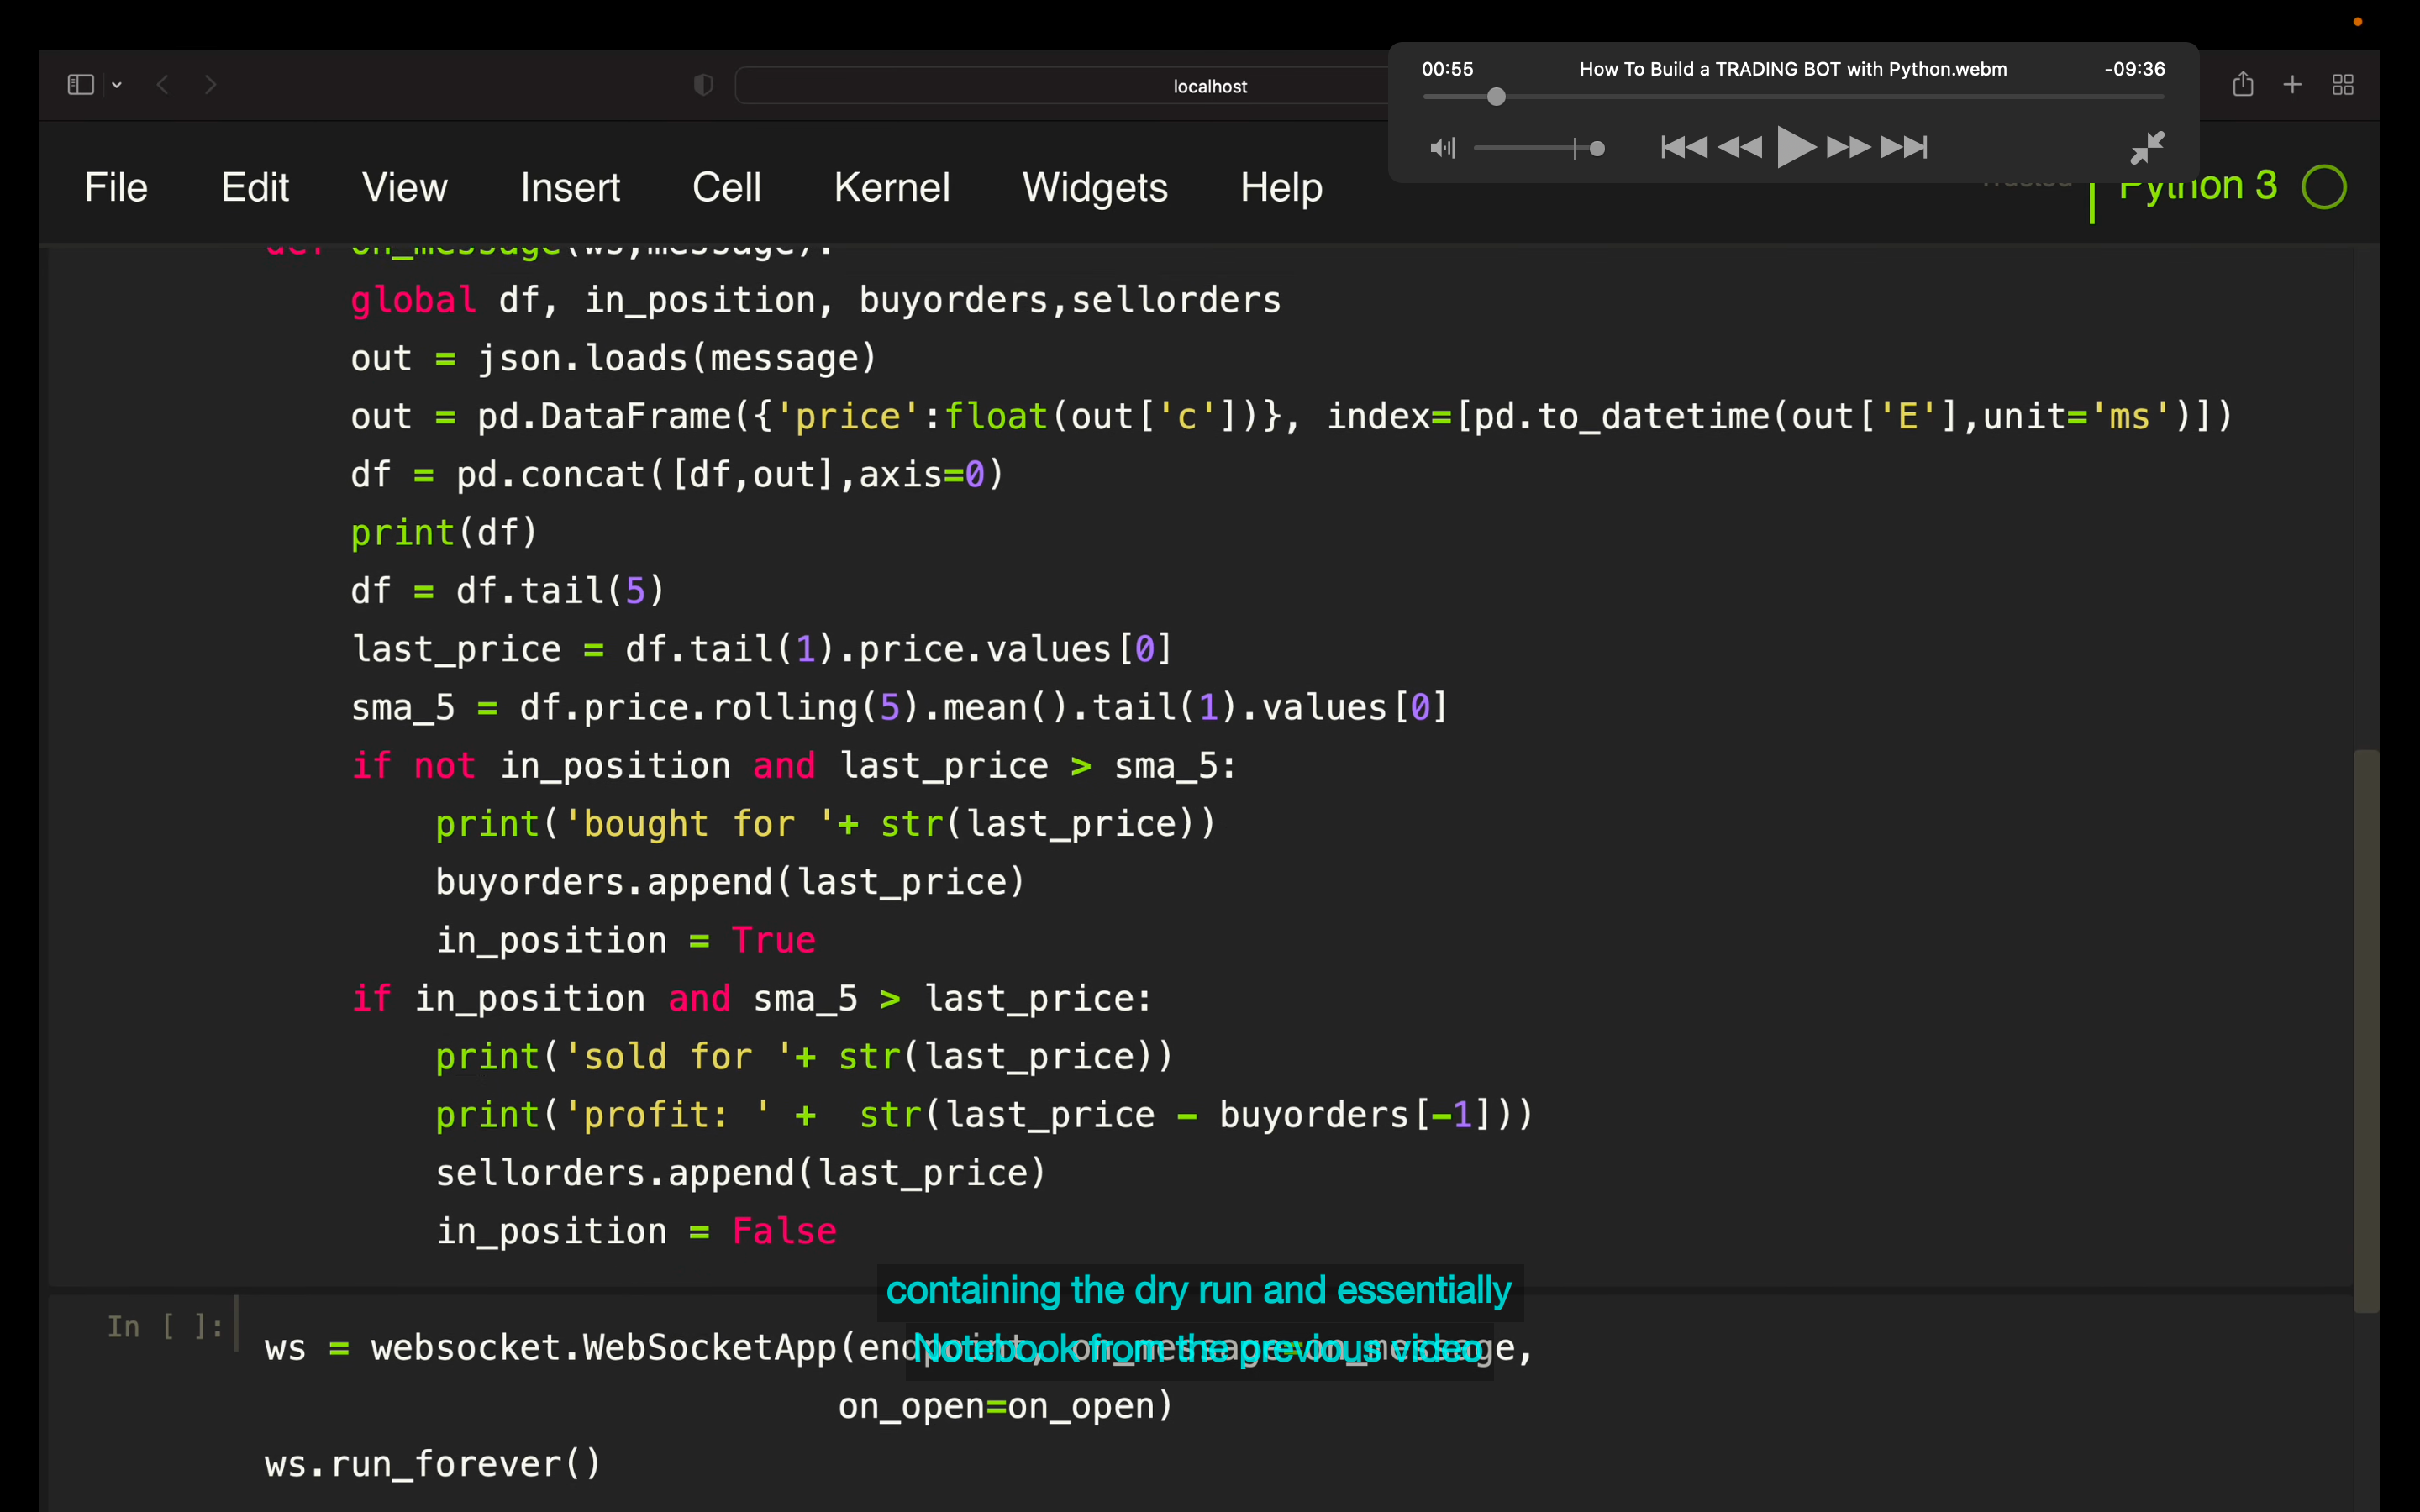 00:55 How To Build a TRADING BOT with Python.webm -09:36
localhost
File Edit View Insert Cell Kernel Widgets Help Trusted Python 3
def on_message(ws,message):
global df, in_position, buyorders,sellorders
out = json.loads(message)
out = pd.DataFrame({'price':float(out['c'])}, index=[pd.to_datetime(out['E'],unit='ms')])
df = pd.concat([df,out],axis=0)
print(df)
df = df.tail(5)
last_price = df.tail(1).price.values[0]
sma_5 = df.price.rolling(5).mean().tail(1).values[0]
if not in_position and last_price > sma_5:
print('bought for '+ str(last_price))
buyorders.append(last_price)
in_position = True
if in_position and sma_5 > last_price:
print('sold for '+ str(last_price))
print('profit: ' +  str(last_price - buyorders[-1]))
sellorders.append(last_price)
in_position = False
containing the dry run and essentially
Notebook from the previous video
In [ ]:
ws = websocket.WebSocketApp(endpoint, on_message=on_message,
on_open=on_open)
ws.run_forever()